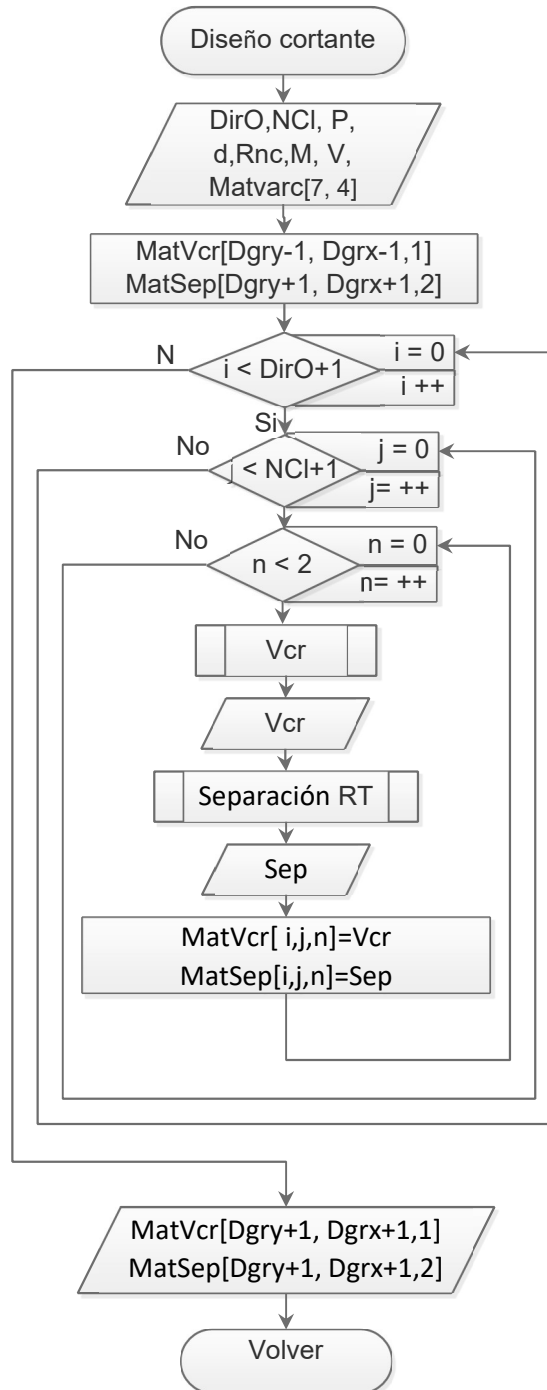 Diseño cortante
DirO,NCl, P,
d,Rnc,M, V,
Matvarc[7, 4]
MatVcr[Dgry-1, Dgrx-1,1]
MatSep[Dgry+1, Dgrx+1,2]
N
i < DirO+1
i = 0
i ++
Si
No
j < NCl+1
j = 0
j= ++
No
n < 2
n = 0
n= ++
Vcr
Vcr
Separación RT
Sep
MatVcr[ i,j,n]=Vcr
MatSep[i,j,n]=Sep
MatVcr[Dgry+1, Dgrx+1,1]
MatSep[Dgry+1, Dgrx+1,2]
Volver